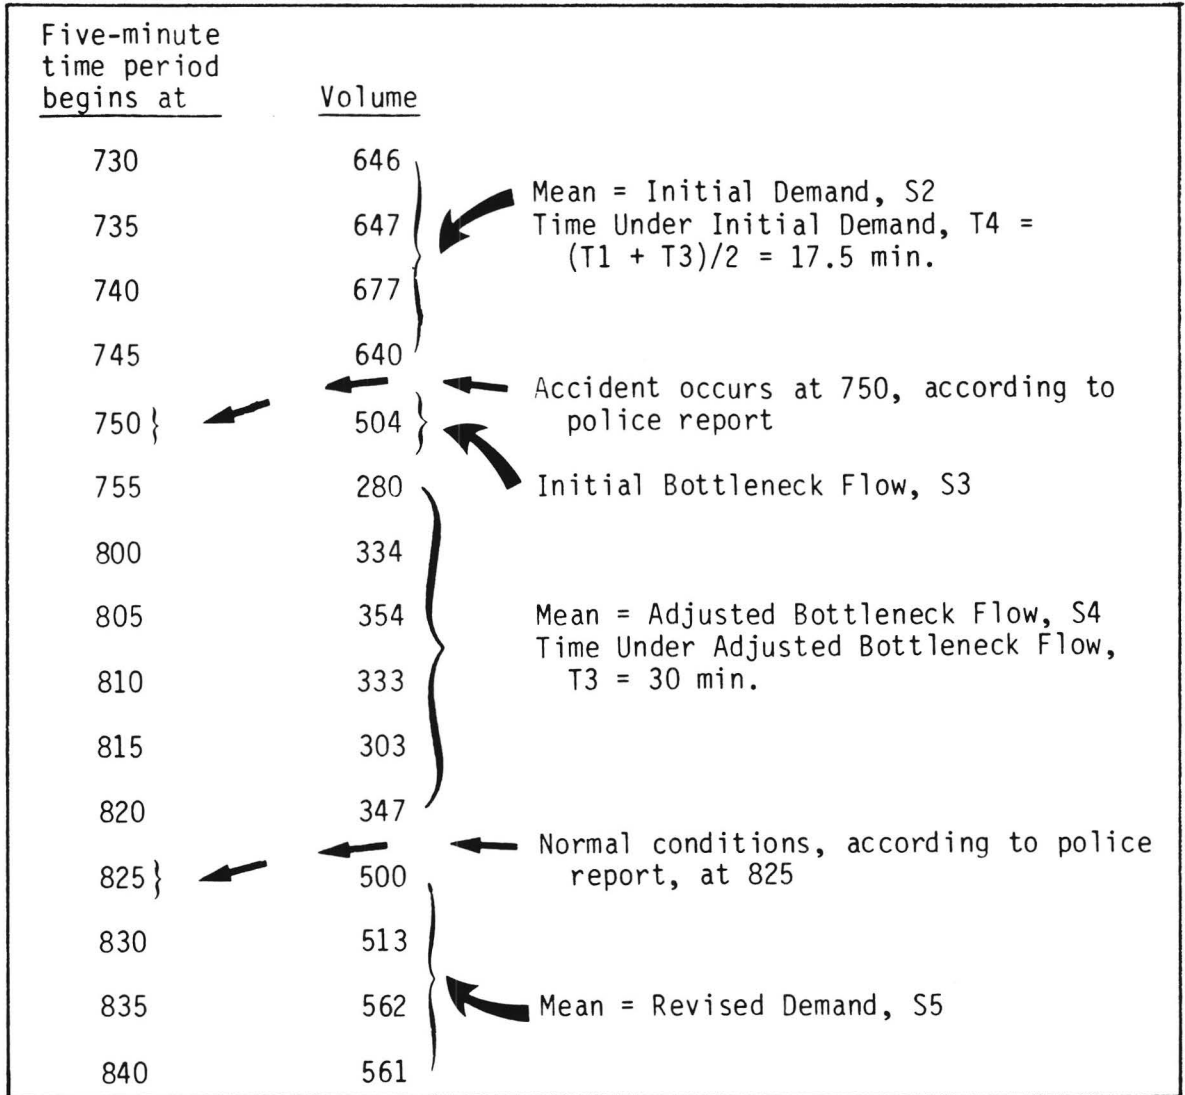 Five-minute
time period
begins at Volume
730 646
Mean = Initial Demand, S2
735 647 Time Under Initial Demand, T4 =
(T1 + T3)/2 = 17.5 min.
740 677
745 640
Accident occurs at 750, according to
750} 504 police report
755 280 Initial Bottleneck Flow, S3
800 334
805 354 Mean = Adjusted Bottleneck Flow, S4
Time Under Adjusted Bottleneck Flow,
810 333 T3 = 30 min.
815 303
820 347
Normal conditions, according to police
825} 500 report, at 825
830 513
835 562 Mean = Revised Demand, S5
840 561